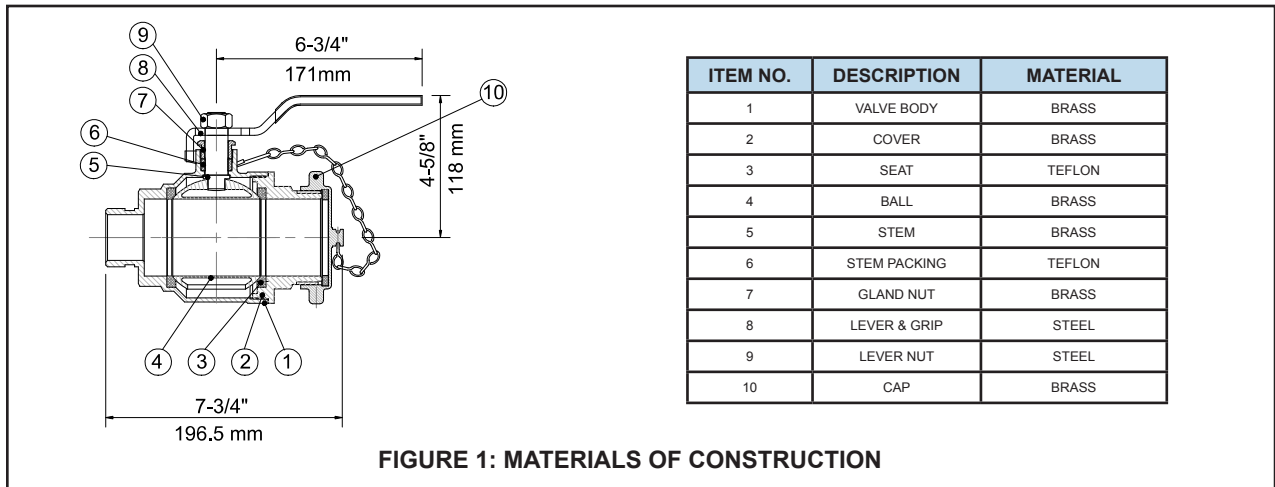 9
8
7
6
5
10
6-3/4"
171mm
4-5/8"
118 mm
4
3
2
1
7-3/4"
196.5 mm
ITEM NO. DESCRIPTION MATERIAL
1 VALVE BODY BRASS
2 COVER BRASS
3 SEAT TEFLON
4 BALL BRASS
5 STEM BRASS
6 STEM PACKING TEFLON
7 GLAND NUT BRASS
8 LEVER & GRIP STEEL
9 LEVER NUT STEEL
10 CAP BRASS
FIGURE 1: MATERIALS OF CONSTRUCTION